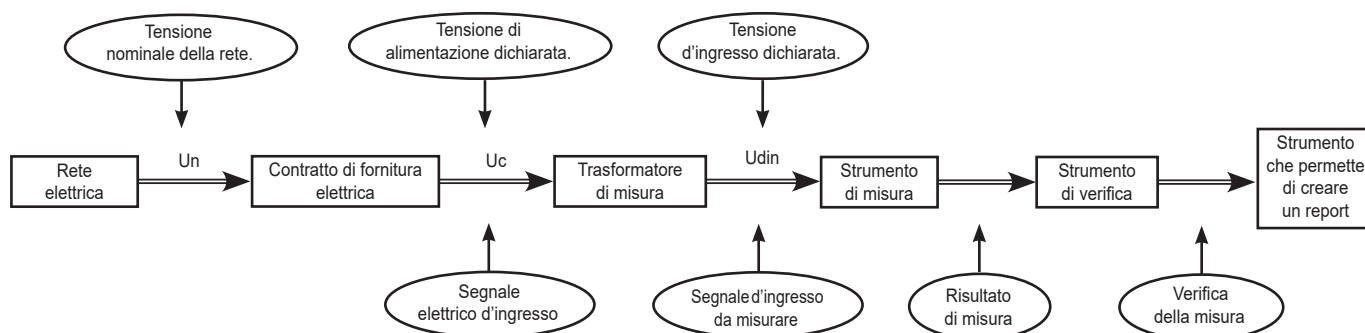 Tensione
nominale della rete.
Tensione di
alimentazione dichiarata.
Tensione
d'ingresso dichiarata.
Un
Uc
Udin
Rete
elettrica
Contratto di fornitura
elettrica
Trasformatore
di misura
Strumento
di misura
Strumento
di verifica
Strumento
che permette
di creare
un report
Segnale
elettrico d'ingresso
Segnale d'ingresso
da misurare
Risultato
di misura
Verifica
della misura